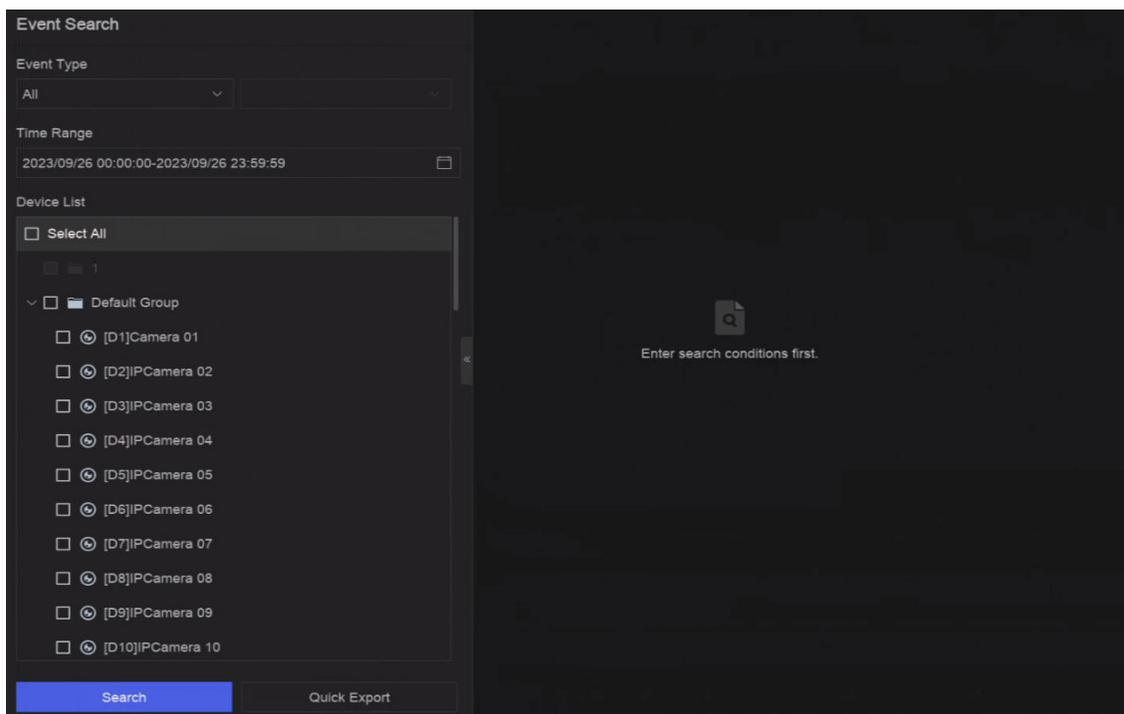 Event Search
Event Type
All
Time Range
2023/09/26 00:00:00-2023/09/26 23:59:59
Device List
Select All
1
Default Group
[D1]Camera 01
[D2]IPCamera 02
[D3]IPCamera 03
[D4]IPCamera 04
[D5]IPCamera 05
[D6]IPCamera 06
[D7]IPCamera 07
[D8]IPCamera 08
[D9]IPCamera 09
[D10]IPCamera 10
Search Quick Export
«
Enter search conditions first.